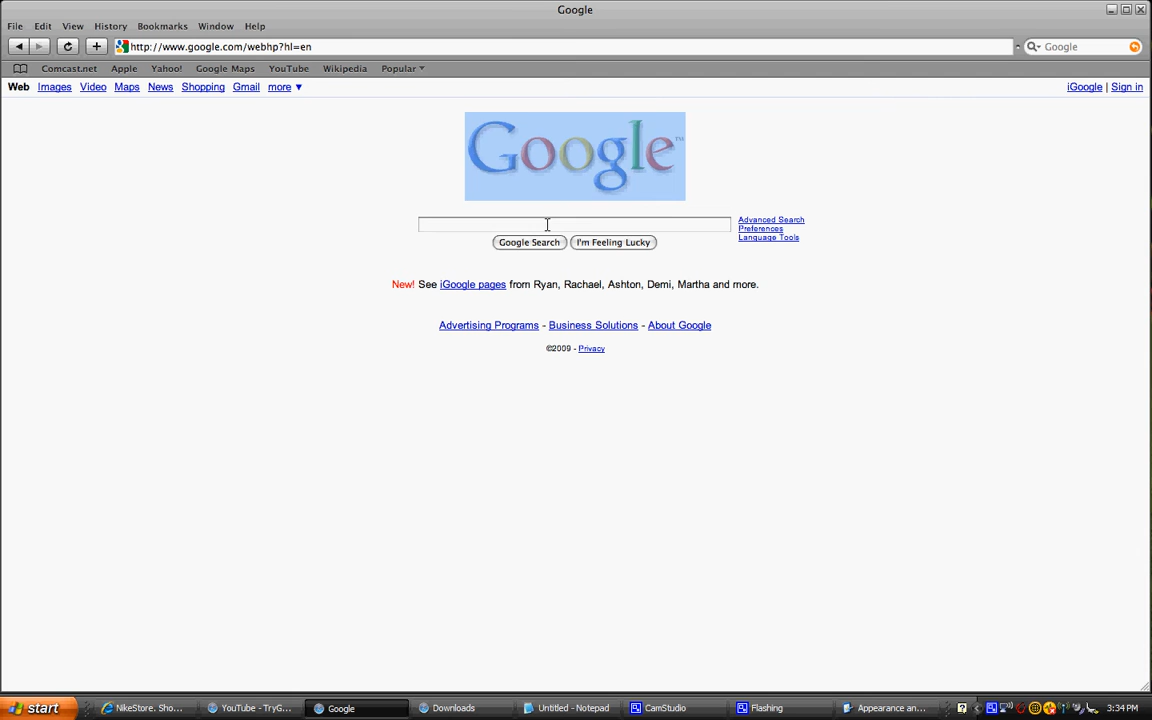 Google
File Edit View History Bookmarks Window Help
http://www.google.com/webhp?hl=en
Google
Comcast.net Apple Yahoo! Google Maps YouTube Wikipedia Popular
Web Images Video Maps News Shopping Gmail more iGoogle | Sign in
Google™
Advanced Search
Preferences
Language Tools
Google Search I'm Feeling Lucky
New! See iGoogle pages from Ryan, Rachael, Ashton, Demi, Martha and more.
Advertising Programs - Business Solutions - About Google
©2009 - Privacy
start NikeStore. Sho... YouTube - TryG... Google Downloads Untitled - Notepad CamStudio Flashing Appearance an... 3:34 PM